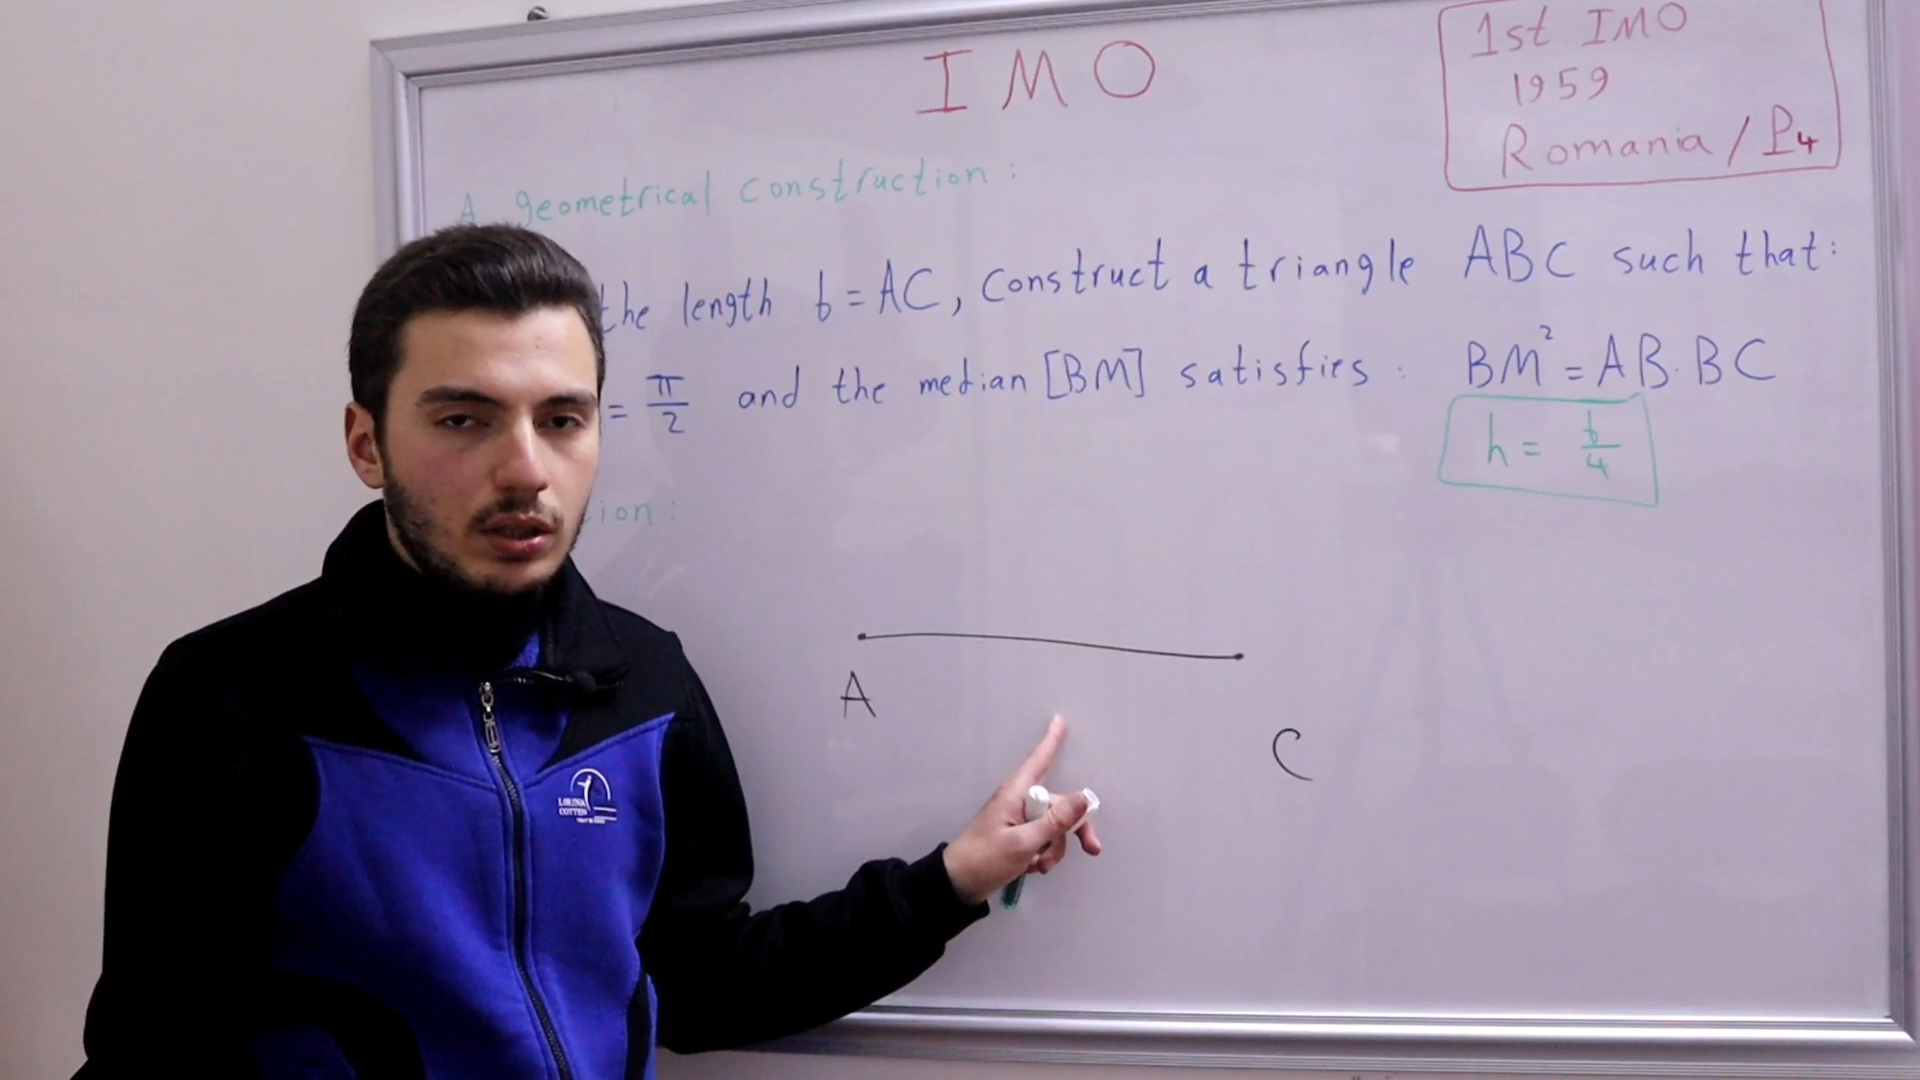 IMO
1st IMO
1959
Romania / P4
A geometrical construction :
the length b = AC, construct a triangle ABC such that :
= π/2 and the median [BM] satisfies : BM² = AB · BC
h = b/4
tion :
A
C